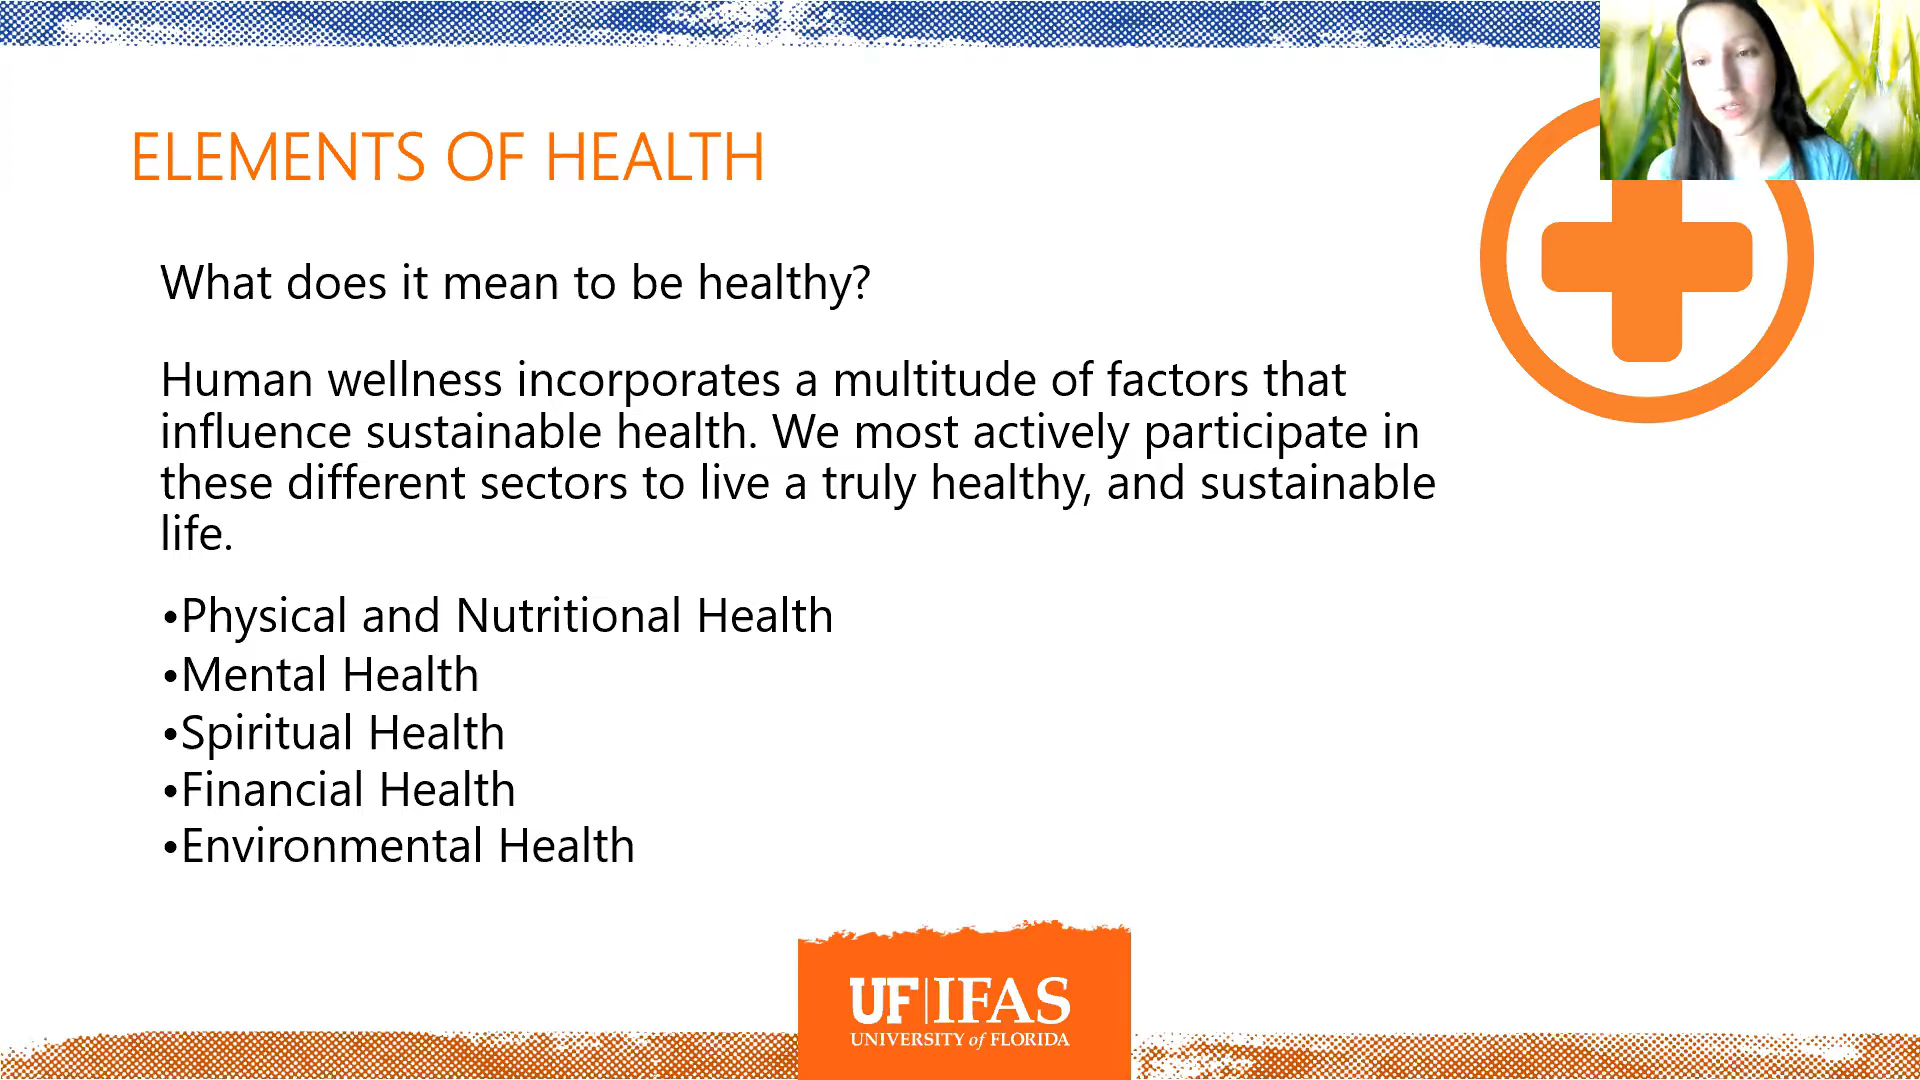 ELEMENTS OF HEALTH
What does it mean to be healthy?
Human wellness incorporates a multitude of factors that
influence sustainable health. We most actively participate in
these different sectors to live a truly healthy, and sustainable
life.
•Physical and Nutritional Health
•Mental Health
•Spiritual Health
•Financial Health
•Environmental Health
UF|IFAS
UNIVERSITY of FLORIDA